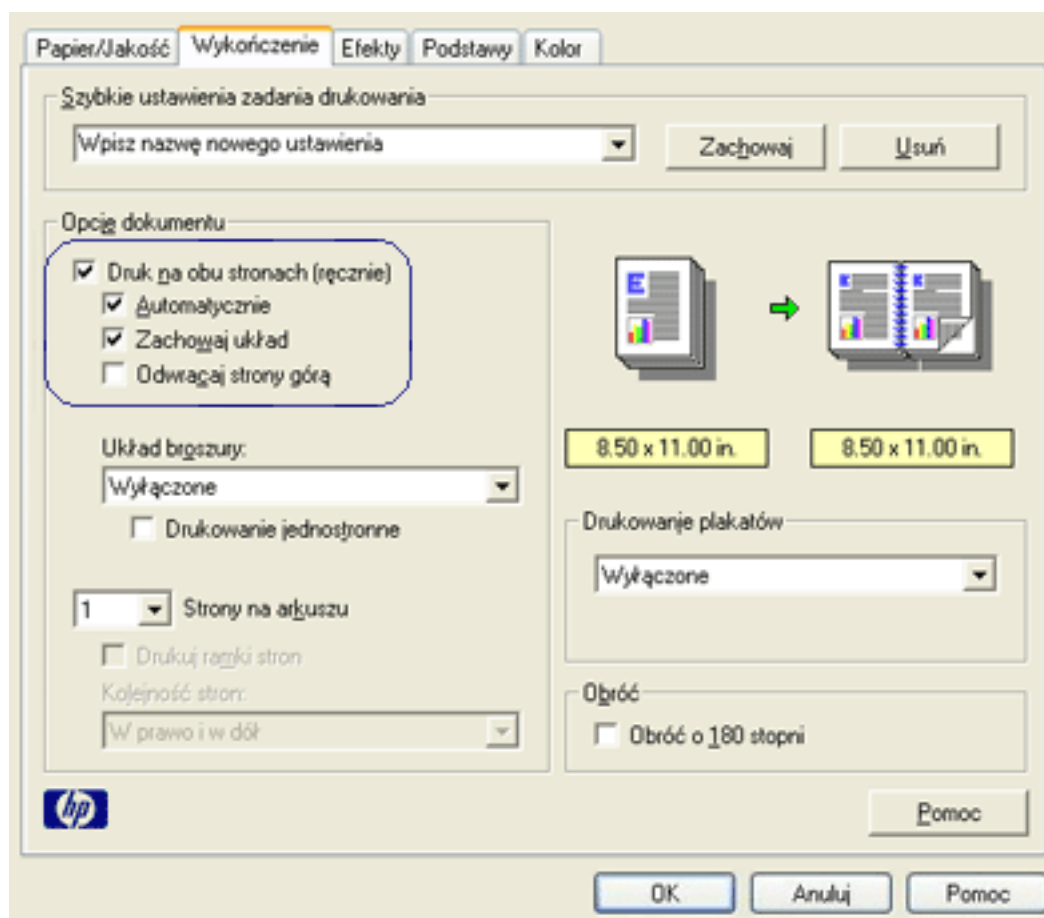 Papier/Jakość Wykończenie Efekty Podstawy Kolor
Szybkie ustawienia zadania drukowania
Wpisz nazwę nowego ustawienia Zachowaj Usuń
Opcje dokumentu
Druk na obu stronach (ręcznie)
Automatycznie
Zachowaj układ
Odwracaj strony górą
E
8.50 x 11.00 in. 8.50 x 11.00 in.
Układ broszury:
Wyłączone
Drukowanie jednostronne
Drukowanie plakatów
Wyłączone
1 Strony na arkuszu
Drukuj ramki stron
Kolejność stron:
W prawo i w dół
Obróć
Obróć o 180 stopni
hp
Pomoc
OK Anuluj Pomoc